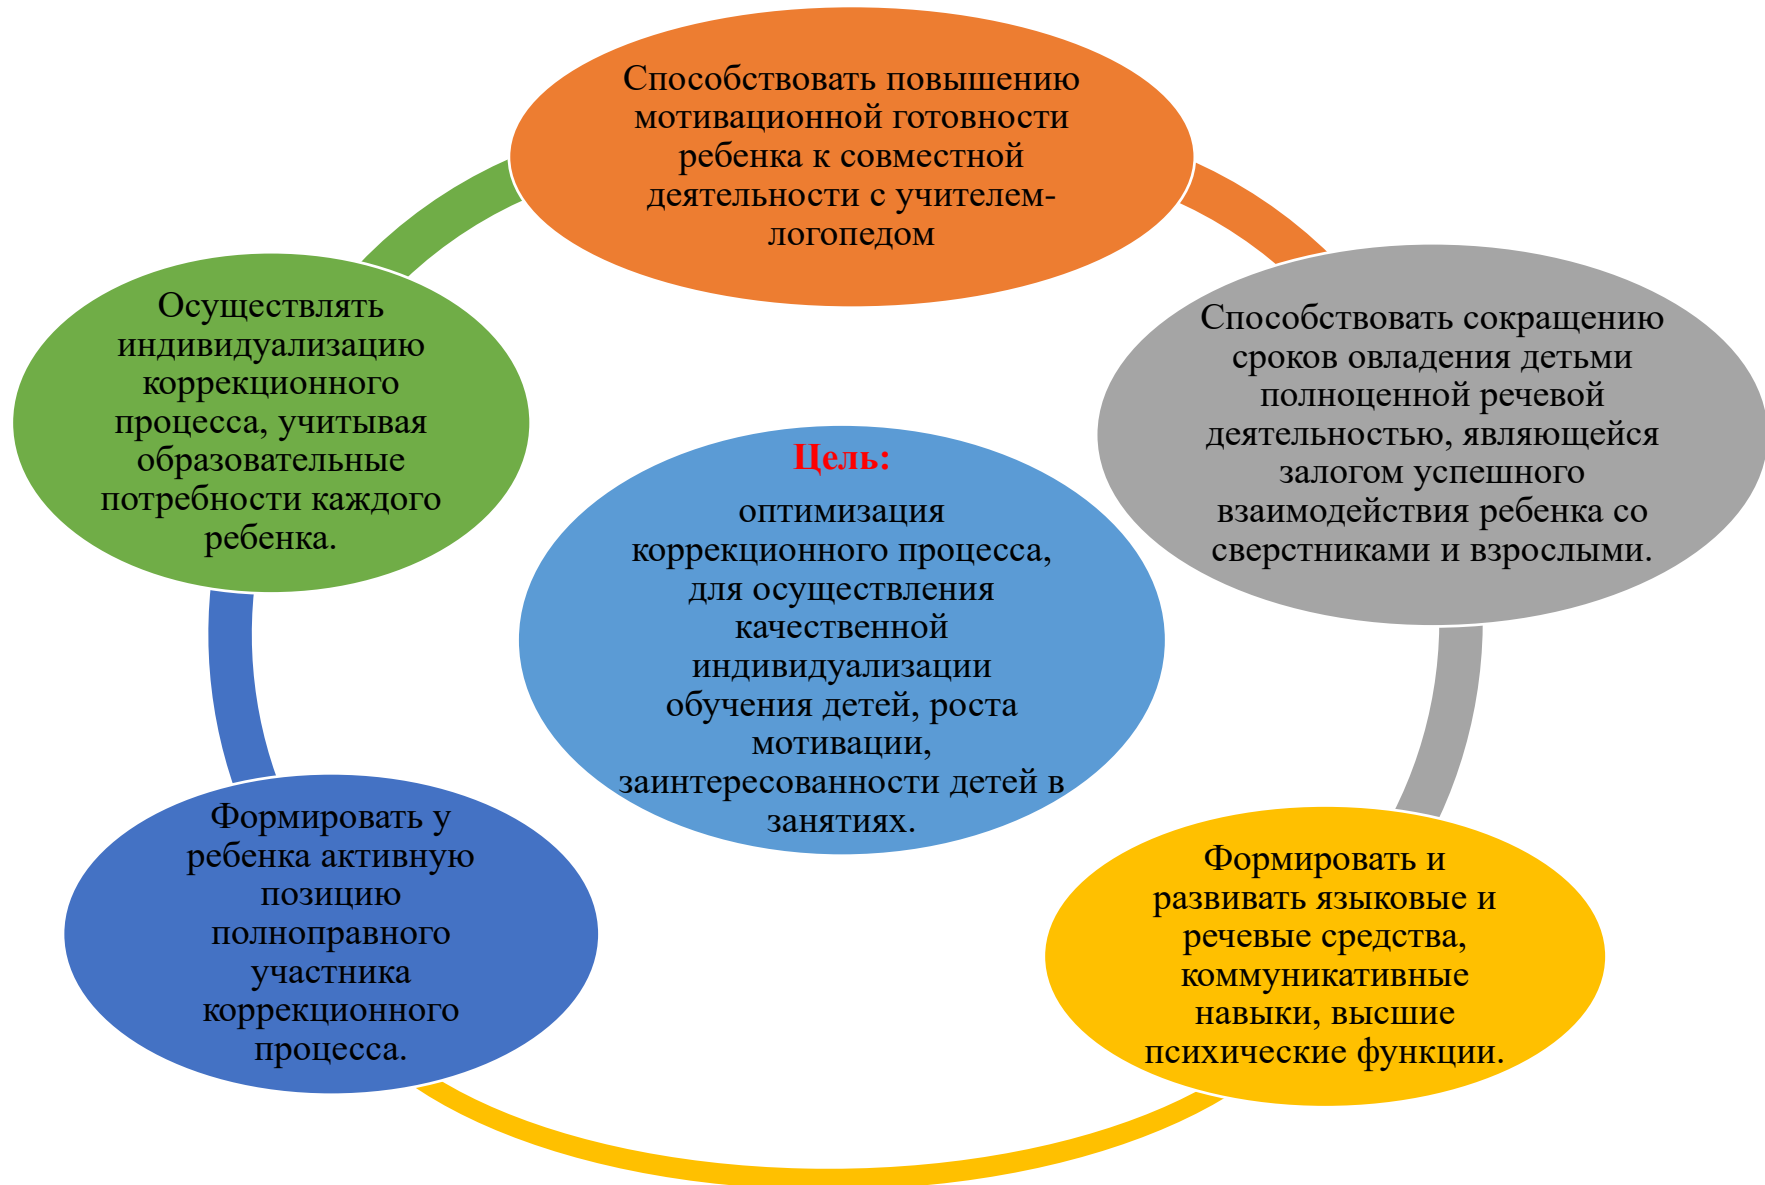 Способствовать повышению
мотивационной готовности
ребенка к совместной
деятельности с учителем-
логопедом
Способствовать сокращению
сроков овладения детьми
полноценной речевой
деятельностью, являющейся
залогом успешного
взаимодействия ребенка со
сверстниками и взрослыми.
Формировать и
развивать языковые и
речевые средства,
коммуникативные
навыки, высшие
психические функции.
Формировать у
ребенка активную
позицию
полноправного
участника
коррекционного
процесса.
Осуществлять
индивидуализацию
коррекционного
процесса, учитывая
образовательные
потребности каждого
ребенка.
Цель:
оптимизация
коррекционного процесса,
для осуществления
качественной
индивидуализации
обучения детей, роста
мотивации,
заинтересованности детей в
занятиях.